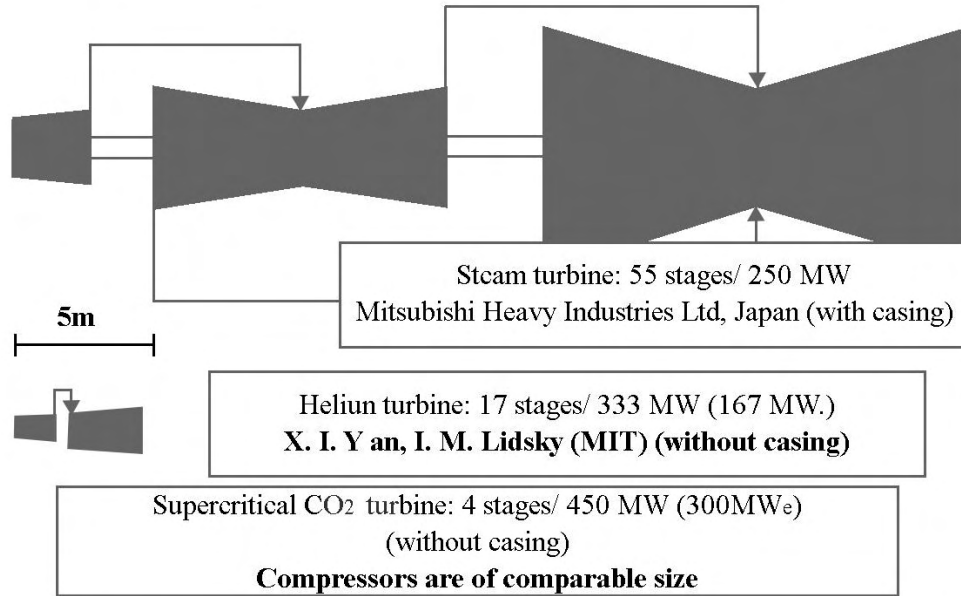 Stcam turbine: 55 stages/ 250 MW
Mitsubishi Heavy Industries Ltd, Japan (with casing)
5m
Heliun turbine: 17 stages/ 333 MW (167 MW.)
X. I. Y an, I. M. Lidsky (MIT) (without casing)
Supercritical CO2 turbine: 4 stages/ 450 MW (300MWe)
(without casing)
Compressors are of comparable size